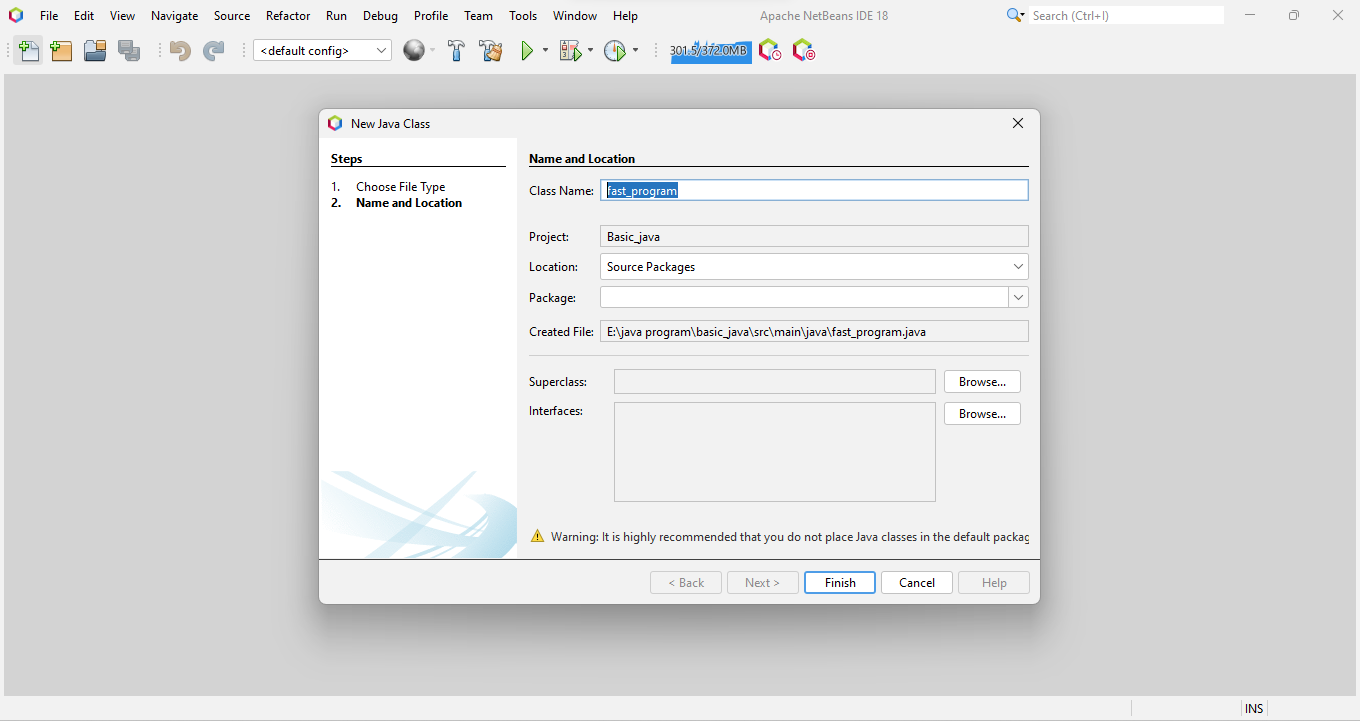 File Edit View Navigate Source Refactor Run Debug Profile Team Tools Window Help Apache NetBeans IDE 18 Search (Ctrl+I)
<default config> 301.5/372.0MB
New Java Class
Steps
1. Choose File Type
2. Name and Location
Name and Location
Class Name: fast_program
Project: Basic_java
Location: Source Packages
Package:
Created File: E:\java program\basic_java\src\main\java\fast_program.java
Superclass: Browse...
Interfaces: Browse...
Warning: It is highly recommended that you do not place Java classes in the default packag
< Back Next > Finish Cancel Help
INS